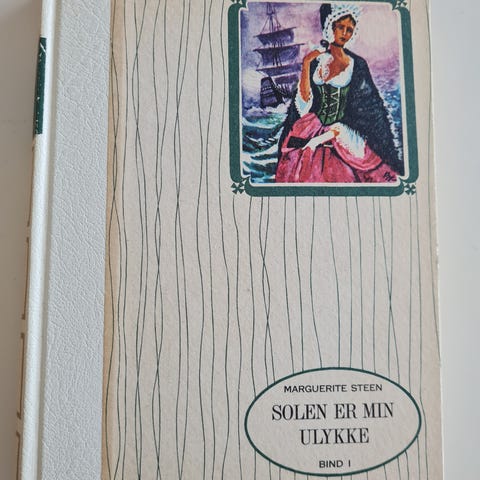 MARGUERITE STEEN
SOLEN ER MIN
ULYKKE
BIND I